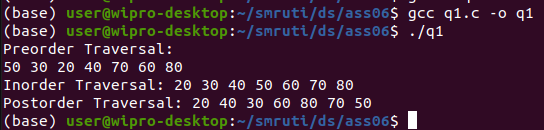 (base) user@wipro-desktop:~/smruti/ds/ass06$ gcc q1.c -o q1
(base) user@wipro-desktop:~/smruti/ds/ass06$ ./q1
Preorder Traversal:
50 30 20 40 70 60 80
Inorder Traversal: 20 30 40 50 60 70 80
Postorder Traversal: 20 40 30 60 80 70 50
(base) user@wipro-desktop:~/smruti/ds/ass06$